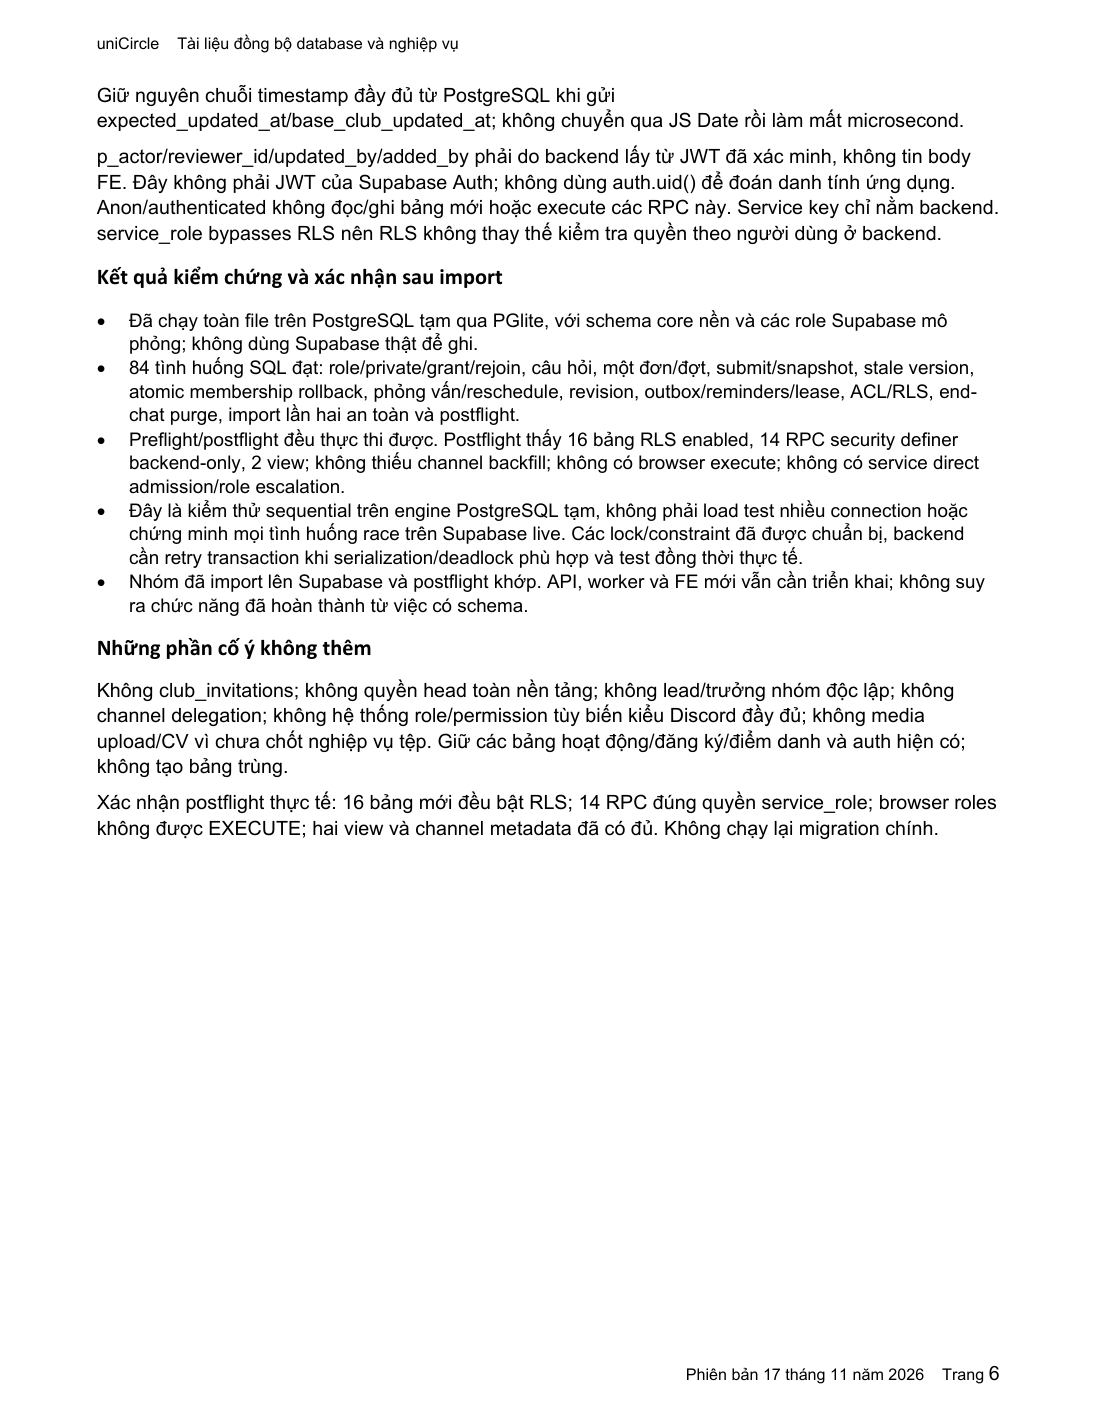 uniCircle Tài liệu đồng bộ database và nghiệp vụ
Giữ nguyên chuỗi timestamp đầy đủ từ PostgreSQL khi gửi
expected_updated_at/base_club_updated_at; không chuyển qua JS Date rồi làm mất microsecond.
p_actor/reviewer_id/updated_by/added_by phải do backend lấy từ JWT đã xác minh, không tin body
FE. Đây không phải JWT của Supabase Auth; không dùng auth.uid() để đoán danh tính ứng dụng.
Anon/authenticated không đọc/ghi bảng mới hoặc execute các RPC này. Service key chỉ nằm backend.
service_role bypasses RLS nên RLS không thay thế kiểm tra quyền theo người dùng ở backend.
Kết quả kiểm chứng và xác nhận sau import
• Đã chạy toàn file trên PostgreSQL tạm qua PGlite, với schema core nền và các role Supabase mô
phỏng; không dùng Supabase thật để ghi.
• 84 tình huống SQL đạt: role/private/grant/rejoin, câu hỏi, một đơn/đợt, submit/snapshot, stale version,
atomic membership rollback, phỏng vấn/reschedule, revision, outbox/reminders/lease, ACL/RLS, end-
chat purge, import lần hai an toàn và postflight.
• Preflight/postflight đều thực thi được. Postflight thấy 16 bảng RLS enabled, 14 RPC security definer
backend-only, 2 view; không thiếu channel backfill; không có browser execute; không có service direct
admission/role escalation.
• Đây là kiểm thử sequential trên engine PostgreSQL tạm, không phải load test nhiều connection hoặc
chứng minh mọi tình huống race trên Supabase live. Các lock/constraint đã được chuẩn bị, backend
cần retry transaction khi serialization/deadlock phù hợp và test đồng thời thực tế.
• Nhóm đã import lên Supabase và postflight khớp. API, worker và FE mới vẫn cần triển khai; không suy
ra chức năng đã hoàn thành từ việc có schema.
Những phần cố ý không thêm
Không club_invitations; không quyền head toàn nền tảng; không lead/trưởng nhóm độc lập; không
channel delegation; không hệ thống role/permission tùy biến kiểu Discord đầy đủ; không media
upload/CV vì chưa chốt nghiệp vụ tệp. Giữ các bảng hoạt động/đăng ký/điểm danh và auth hiện có;
không tạo bảng trùng.
Xác nhận postflight thực tế: 16 bảng mới đều bật RLS; 14 RPC đúng quyền service_role; browser roles
không được EXECUTE; hai view và channel metadata đã có đủ. Không chạy lại migration chính.
Phiên bản 17 tháng 11 năm 2026 Trang 6